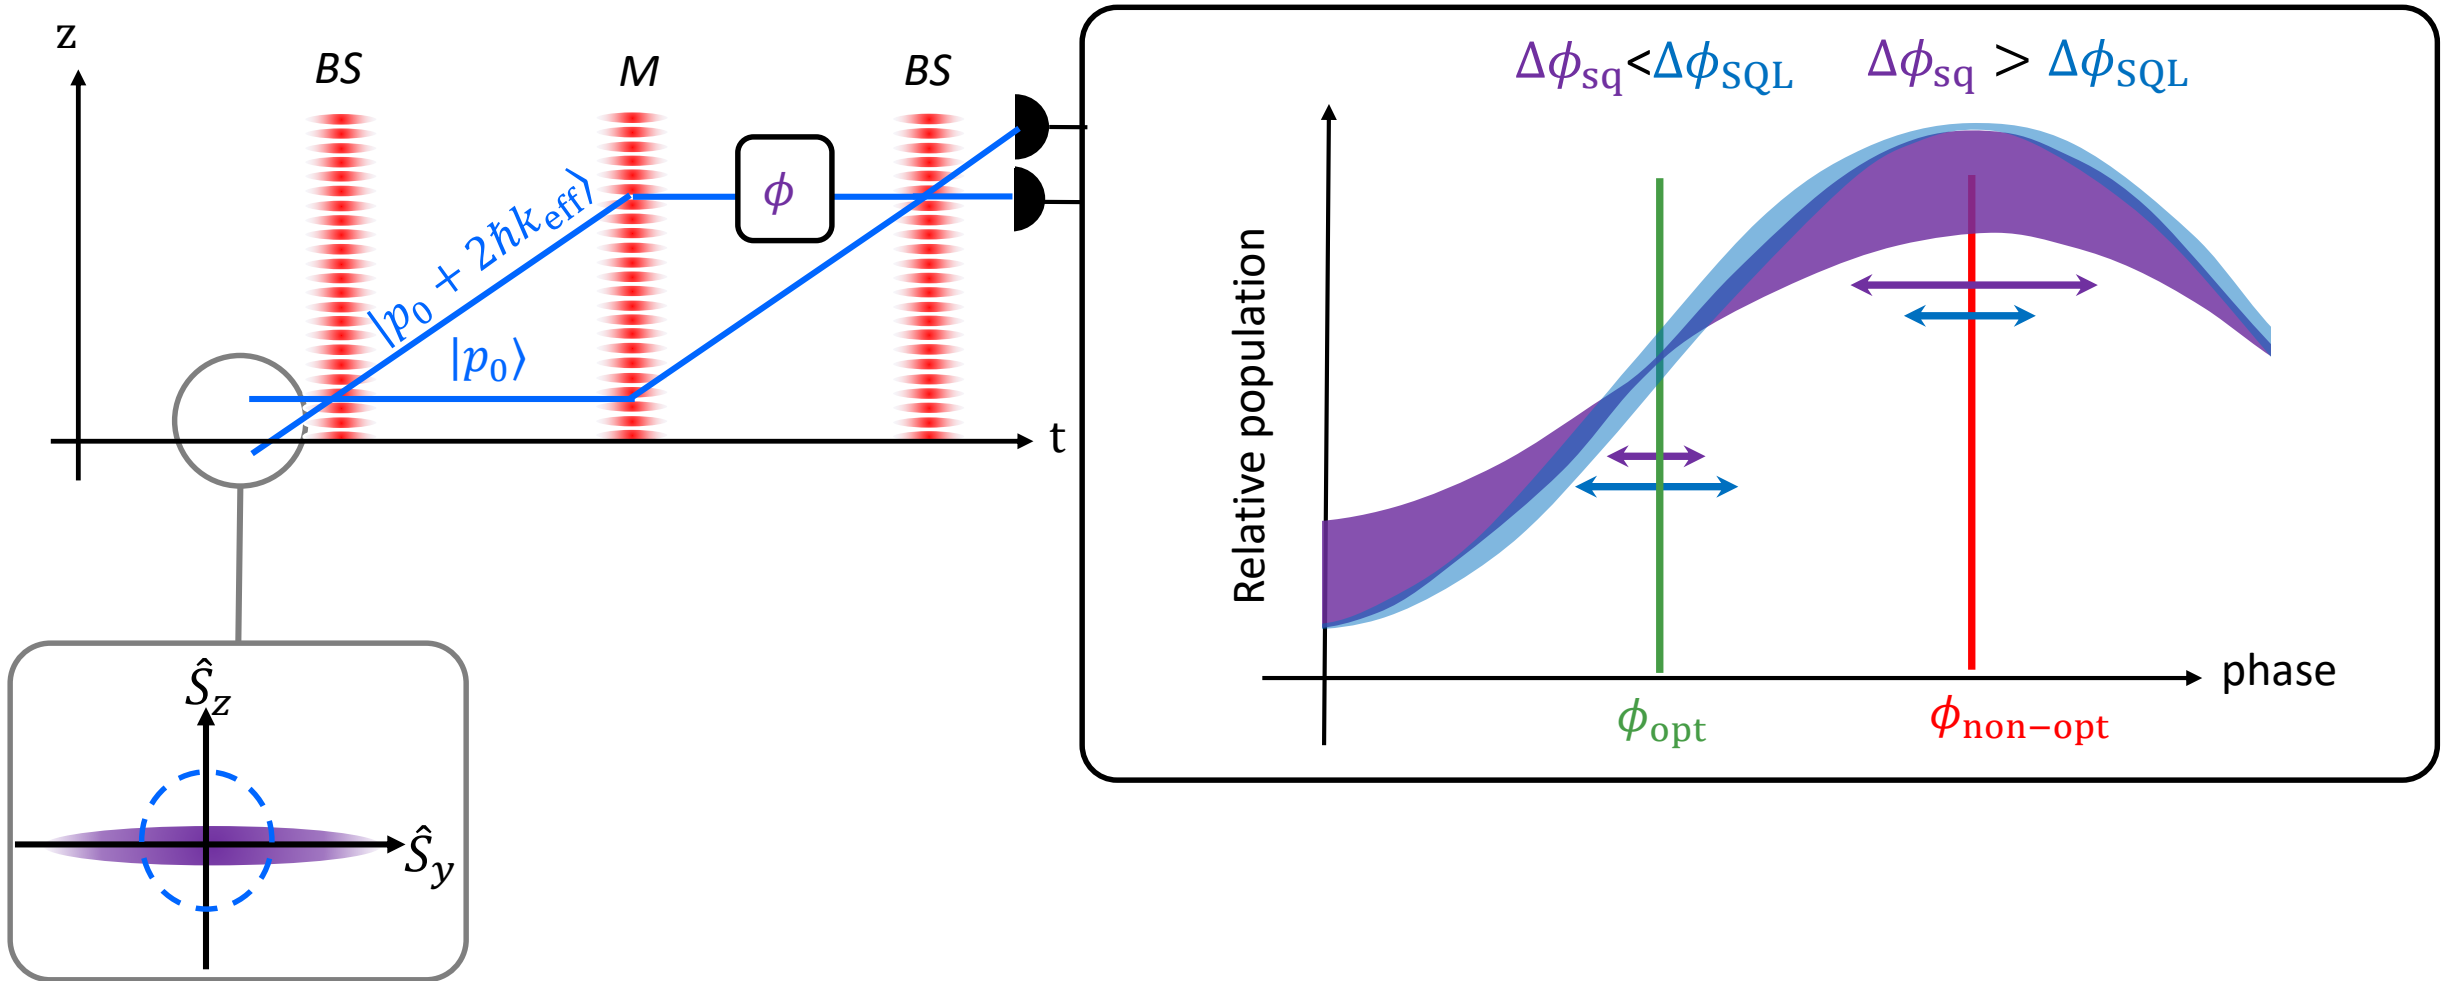 z
BS
M
BS
|p₀ + 2ħk_eff⟩
|p₀⟩
ϕ
t
Ŝ_z
Ŝ_y
Δϕ_sq<Δϕ_SQL
Δϕ_sq > Δϕ_SQL
Relative population
phase
ϕ_opt
ϕ_non−opt